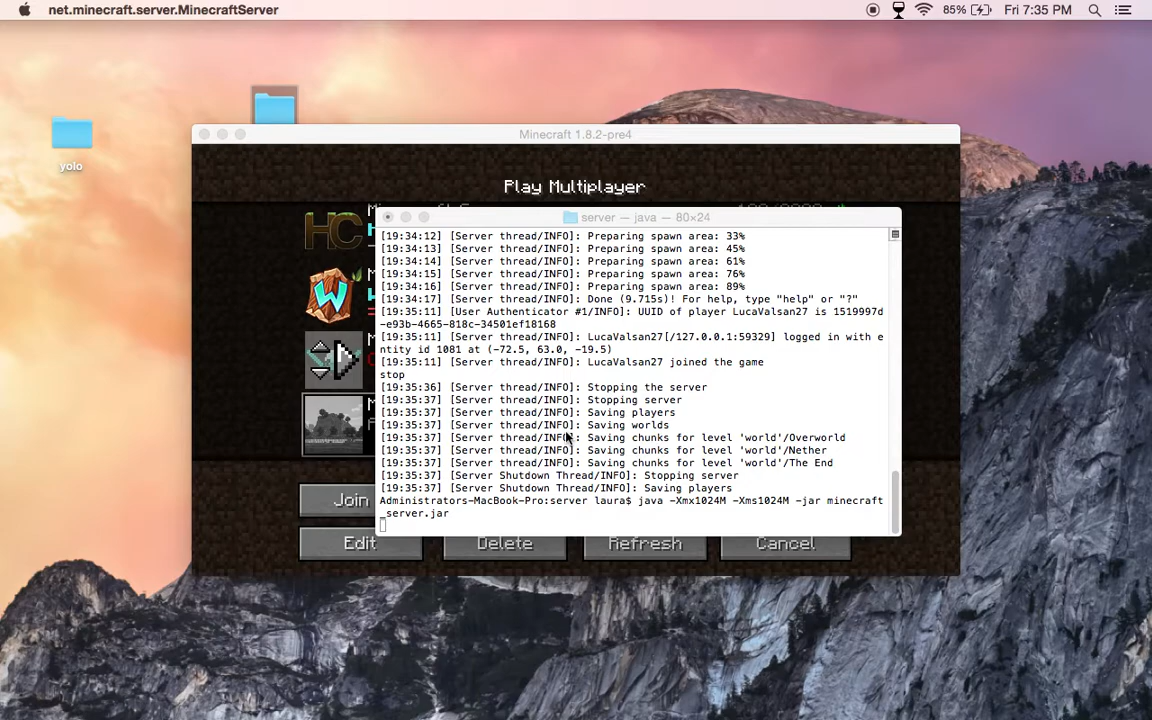 net.minecraft.server.MinecraftServer
85%
Fri 7:35 PM
yolo
Minecraft 1.8.2-pre4
Play Multiplayer
server — java — 80×24
[19:34:12] [Server thread/INFO]: Preparing spawn area: 33%
[19:34:13] [Server thread/INFO]: Preparing spawn area: 45%
[19:34:14] [Server thread/INFO]: Preparing spawn area: 61%
[19:34:15] [Server thread/INFO]: Preparing spawn area: 76%
[19:34:16] [Server thread/INFO]: Preparing spawn area: 89%
[19:34:17] [Server thread/INFO]: Done (9.715s)! For help, type "help" or "?"
[19:35:11] [User Authenticator #1/INFO]: UUID of player LucaValsan27 is 1519997d
-e93b-4665-818c-34501ef18168
[19:35:11] [Server thread/INFO]: LucaValsan27[/127.0.0.1:59329] logged in with e
ntity id 1081 at (-72.5, 63.0, -19.5)
[19:35:11] [Server thread/INFO]: LucaValsan27 joined the game
stop
[19:35:36] [Server thread/INFO]: Stopping the server
[19:35:37] [Server thread/INFO]: Stopping server
[19:35:37] [Server thread/INFO]: Saving players
[19:35:37] [Server thread/INFO]: Saving worlds
[19:35:37] [Server thread/INFO]: Saving chunks for level 'world'/Overworld
[19:35:37] [Server thread/INFO]: Saving chunks for level 'world'/Nether
[19:35:37] [Server thread/INFO]: Saving chunks for level 'world'/The End
[19:35:37] [Server Shutdown Thread/INFO]: Stopping server
[19:35:37] [Server Shutdown Thread/INFO]: Saving players
Administrators-MacBook-Pro:server laura$ java -Xmx1024M -Xms1024M -jar minecraft
_server.jar
HC
W
Join
Edit
Delete
Refresh
Cancel